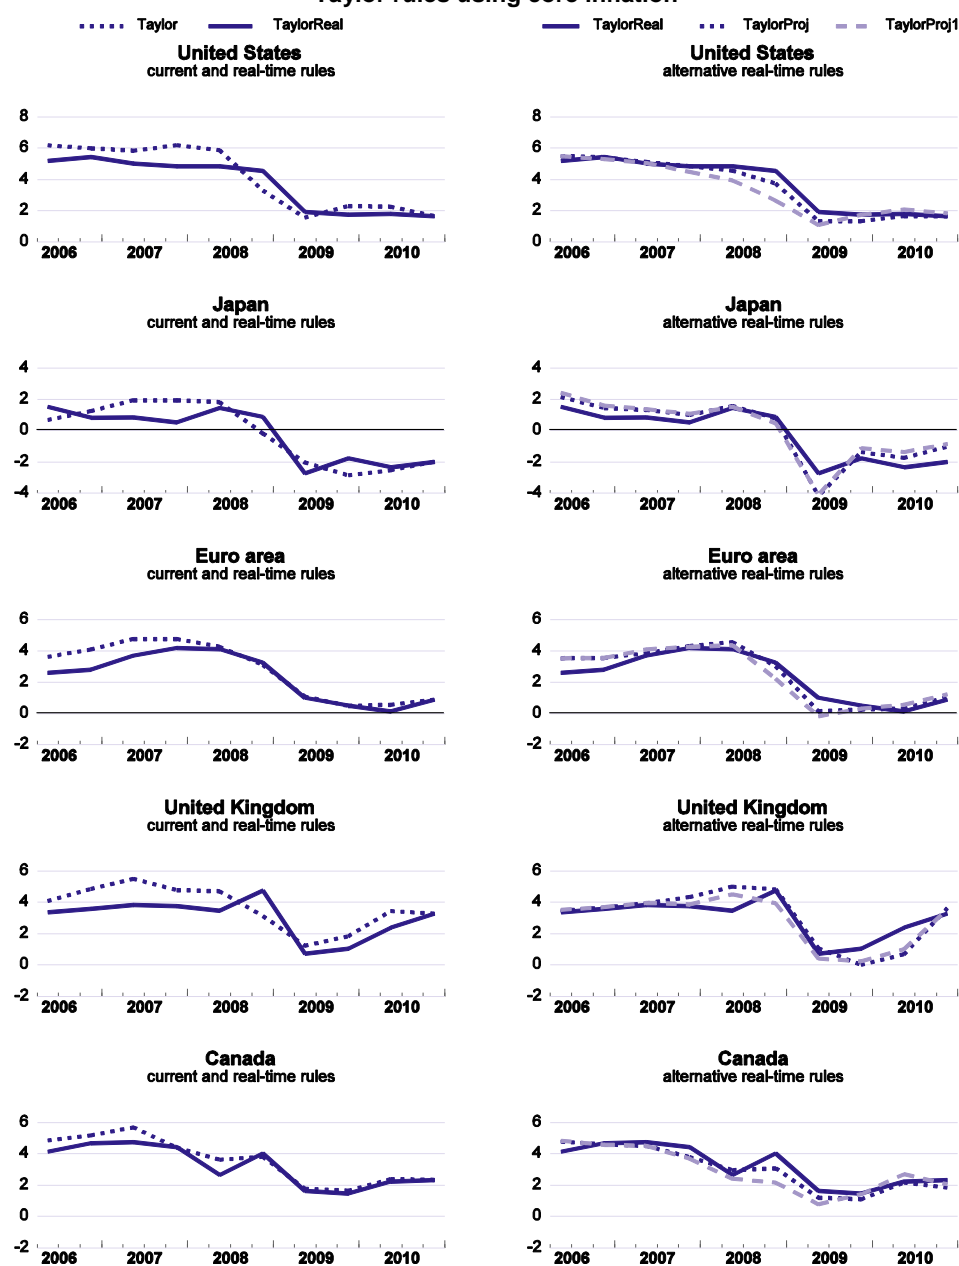 Taylor rules using core inflation
Taylor TaylorReal TaylorReal TaylorProj TaylorProj1
United States United States
current and real-time rules alternative real-time rules
8 8
6 6
4 4
2 2
0 0
2006 2007 2008 2009 2010 2006 2007 2008 2009 2010
Japan Japan
current and real-time rules alternative real-time rules
4 4
2 2
0 0
-2 -2
-4 -4
2006 2007 2008 2009 2010 2006 2007 2008 2009 2010
Euro area Euro area
current and real-time rules alternative real-time rules
6 6
4 4
2 2
0 0
-2 -2
2006 2007 2008 2009 2010 2006 2007 2008 2009 2010
United Kingdom United Kingdom
current and real-time rules alternative real-time rules
6 6
4 4
2 2
0 0
-2 -2
2006 2007 2008 2009 2010 2006 2007 2008 2009 2010
Canada Canada
current and real-time rules alternative real-time rules
6 6
4 4
2 2
0 0
-2 -2
2006 2007 2008 2009 2010 2006 2007 2008 2009 2010